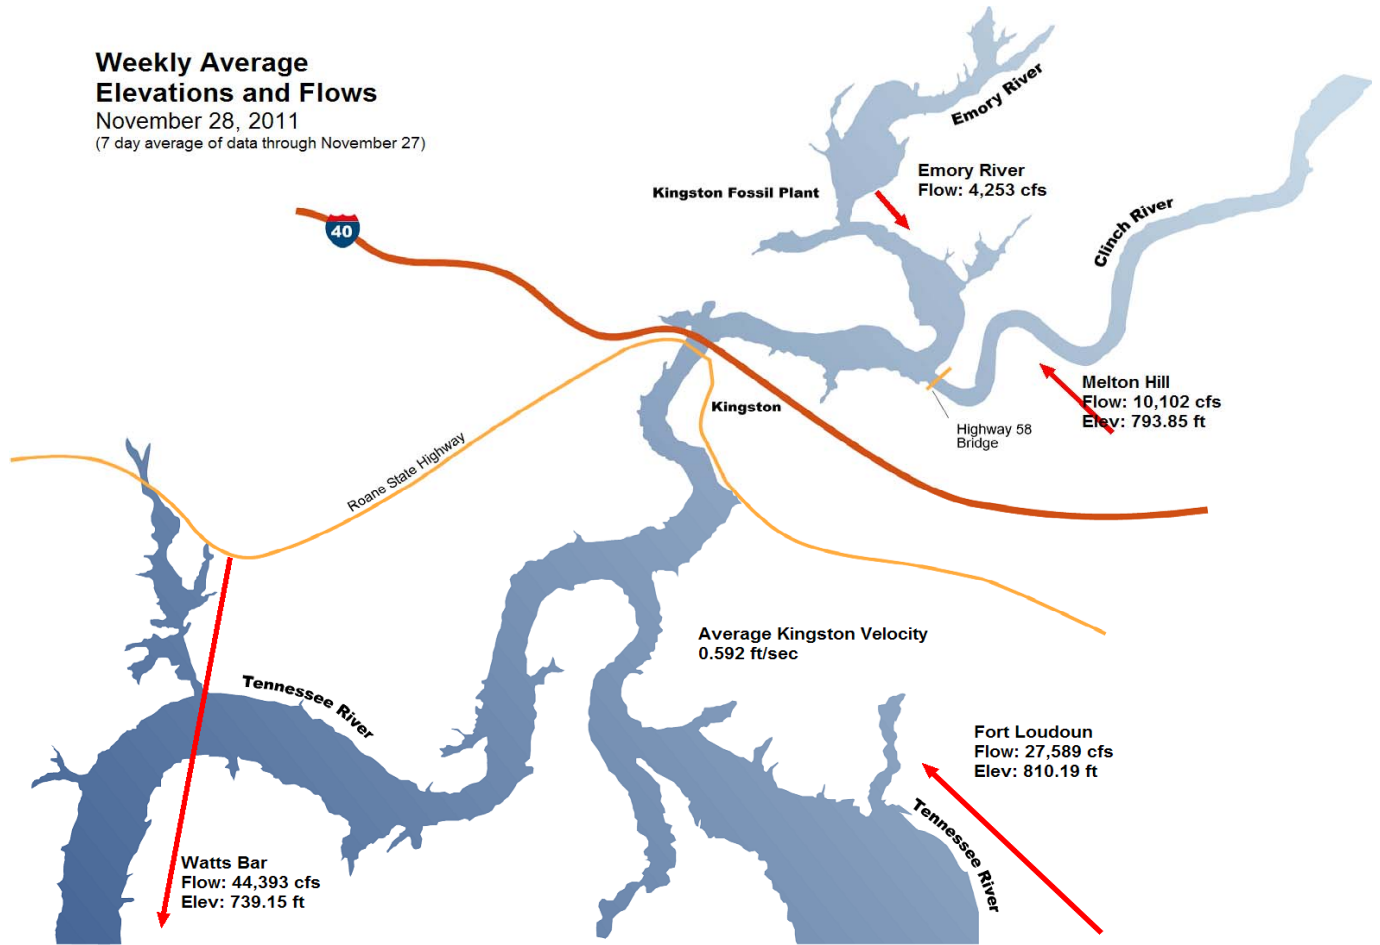 Weekly Average
Elevations and Flows
November 28, 2011
(7 day average of data through November 27)
Emory River
Emory River
Flow: 4,253 cfs
Kingston Fossil Plant
Clinch River
40
Melton Hill
Flow: 10,102 cfs
Elev: 793.85 ft
Kingston
Highway 58
Bridge
Roane State Highway
Average Kingston Velocity
0.592 ft/sec
Tennessee River
Fort Loudoun
Flow: 27,589 cfs
Elev: 810.19 ft
Tennessee River
Watts Bar
Flow: 44,393 cfs
Elev: 739.15 ft